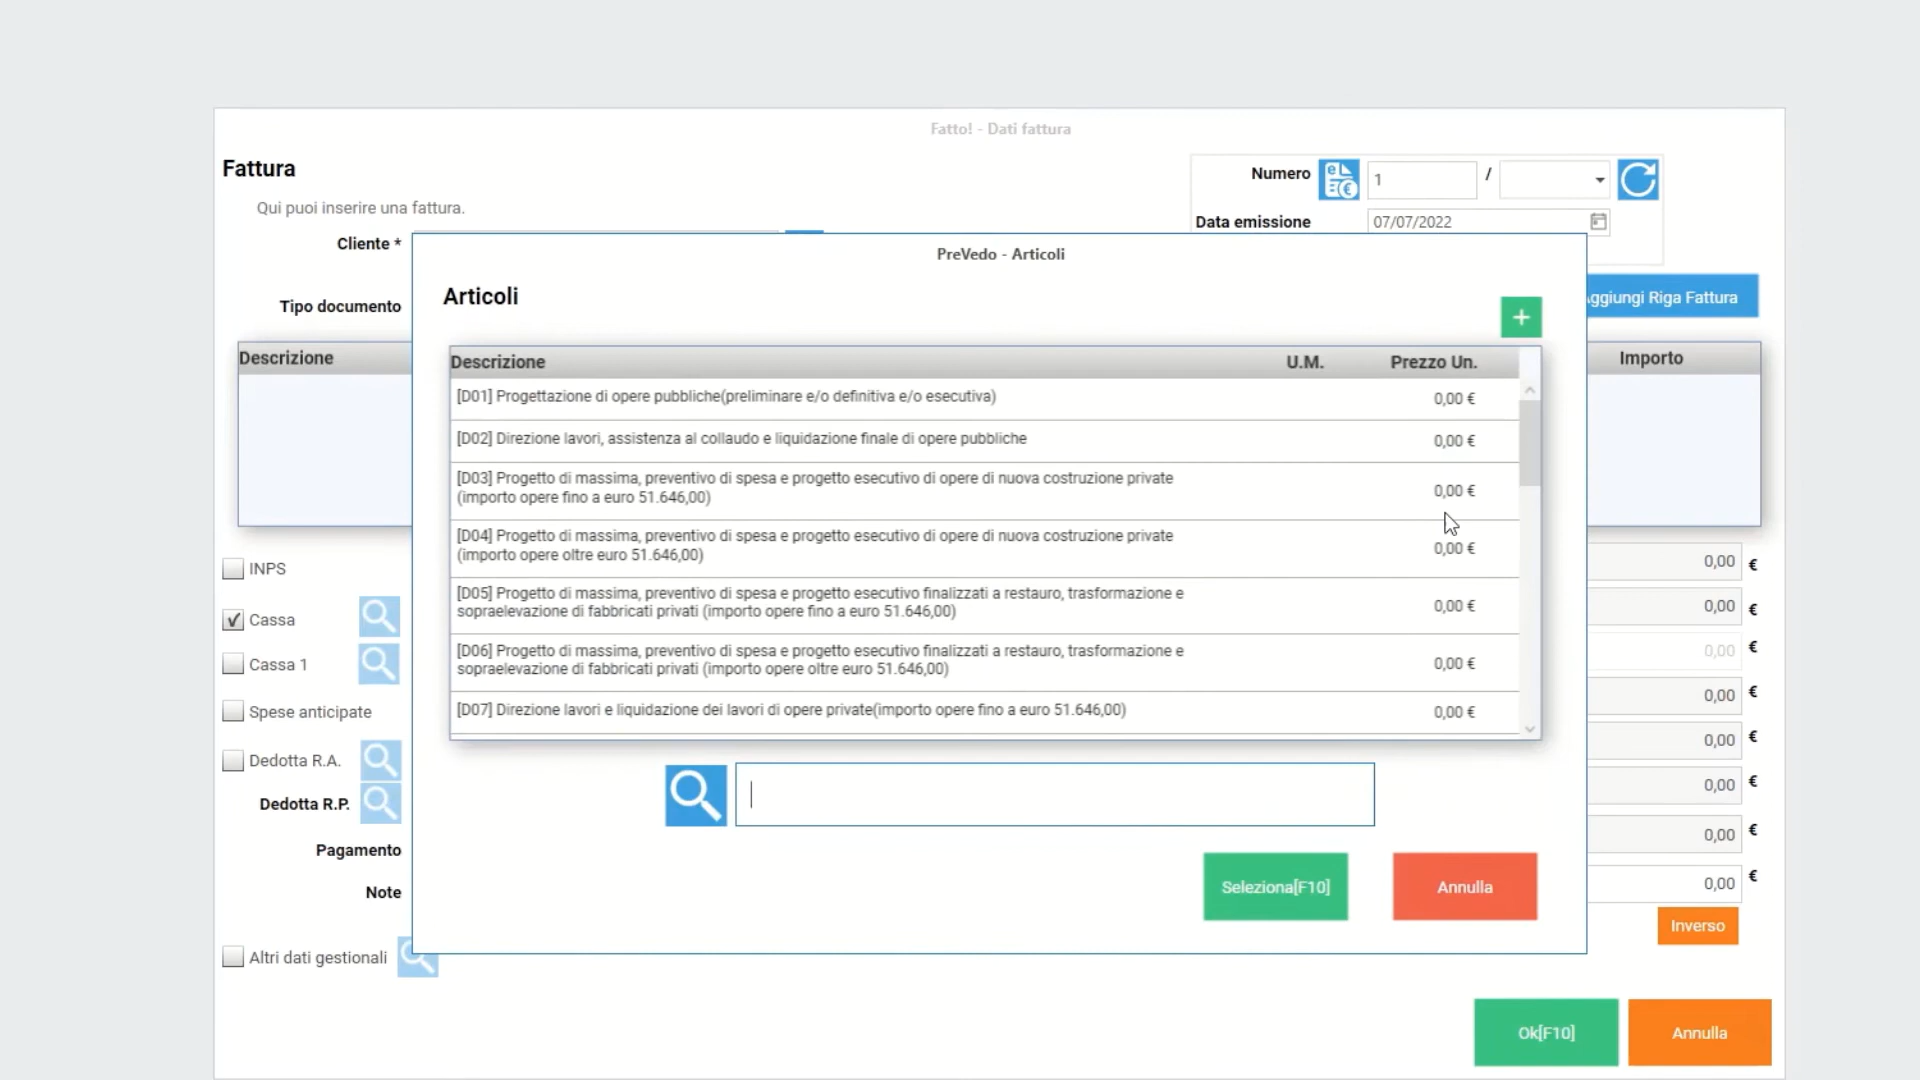 Fatto! - Dati fattura
Fattura
Qui puoi inserire una fattura.
Numero
1
/
Data emissione
07/07/2022
Cliente *
Tipo documento
ggiungi Riga Fattura
Descrizione
Importo
PreVedo - Articoli
Articoli
+
Descrizione U.M. Prezzo Un.
[D01] Progettazione di opere pubbliche(preliminare e/o definitiva e/o esecutiva) 0,00 €
[D02] Direzione lavori, assistenza al collaudo e liquidazione finale di opere pubbliche 0,00 €
[D03] Progetto di massima, preventivo di spesa e progetto esecutivo di opere di nuova costruzione private
(importo opere fino a euro 51.646,00) 0,00 €
[D04] Progetto di massima, preventivo di spesa e progetto esecutivo di opere di nuova costruzione private
(importo opere oltre euro 51.646,00) 0,00 €
[D05] Progetto di massima, preventivo di spesa e progetto esecutivo finalizzati a restauro, trasformazione e
sopraelevazione di fabbricati privati (importo opere fino a euro 51.646,00) 0,00 €
[D06] Progetto di massima, preventivo di spesa e progetto esecutivo finalizzati a restauro, trasformazione e
sopraelevazione di fabbricati privati (importo opere oltre euro 51.646,00) 0,00 €
[D07] Direzione lavori e liquidazione dei lavori di opere private(importo opere fino a euro 51.646,00) 0,00 €
Seleziona[F10]
Annulla
INPS
Cassa
Cassa 1
Spese anticipate
Dedotta R.A.
Dedotta R.P.
Pagamento
Note
Altri dati gestionali
0,00 €
0,00 €
0,00 €
0,00 €
0,00 €
0,00 €
0,00 €
0,00 €
Inverso
Ok[F10]
Annulla